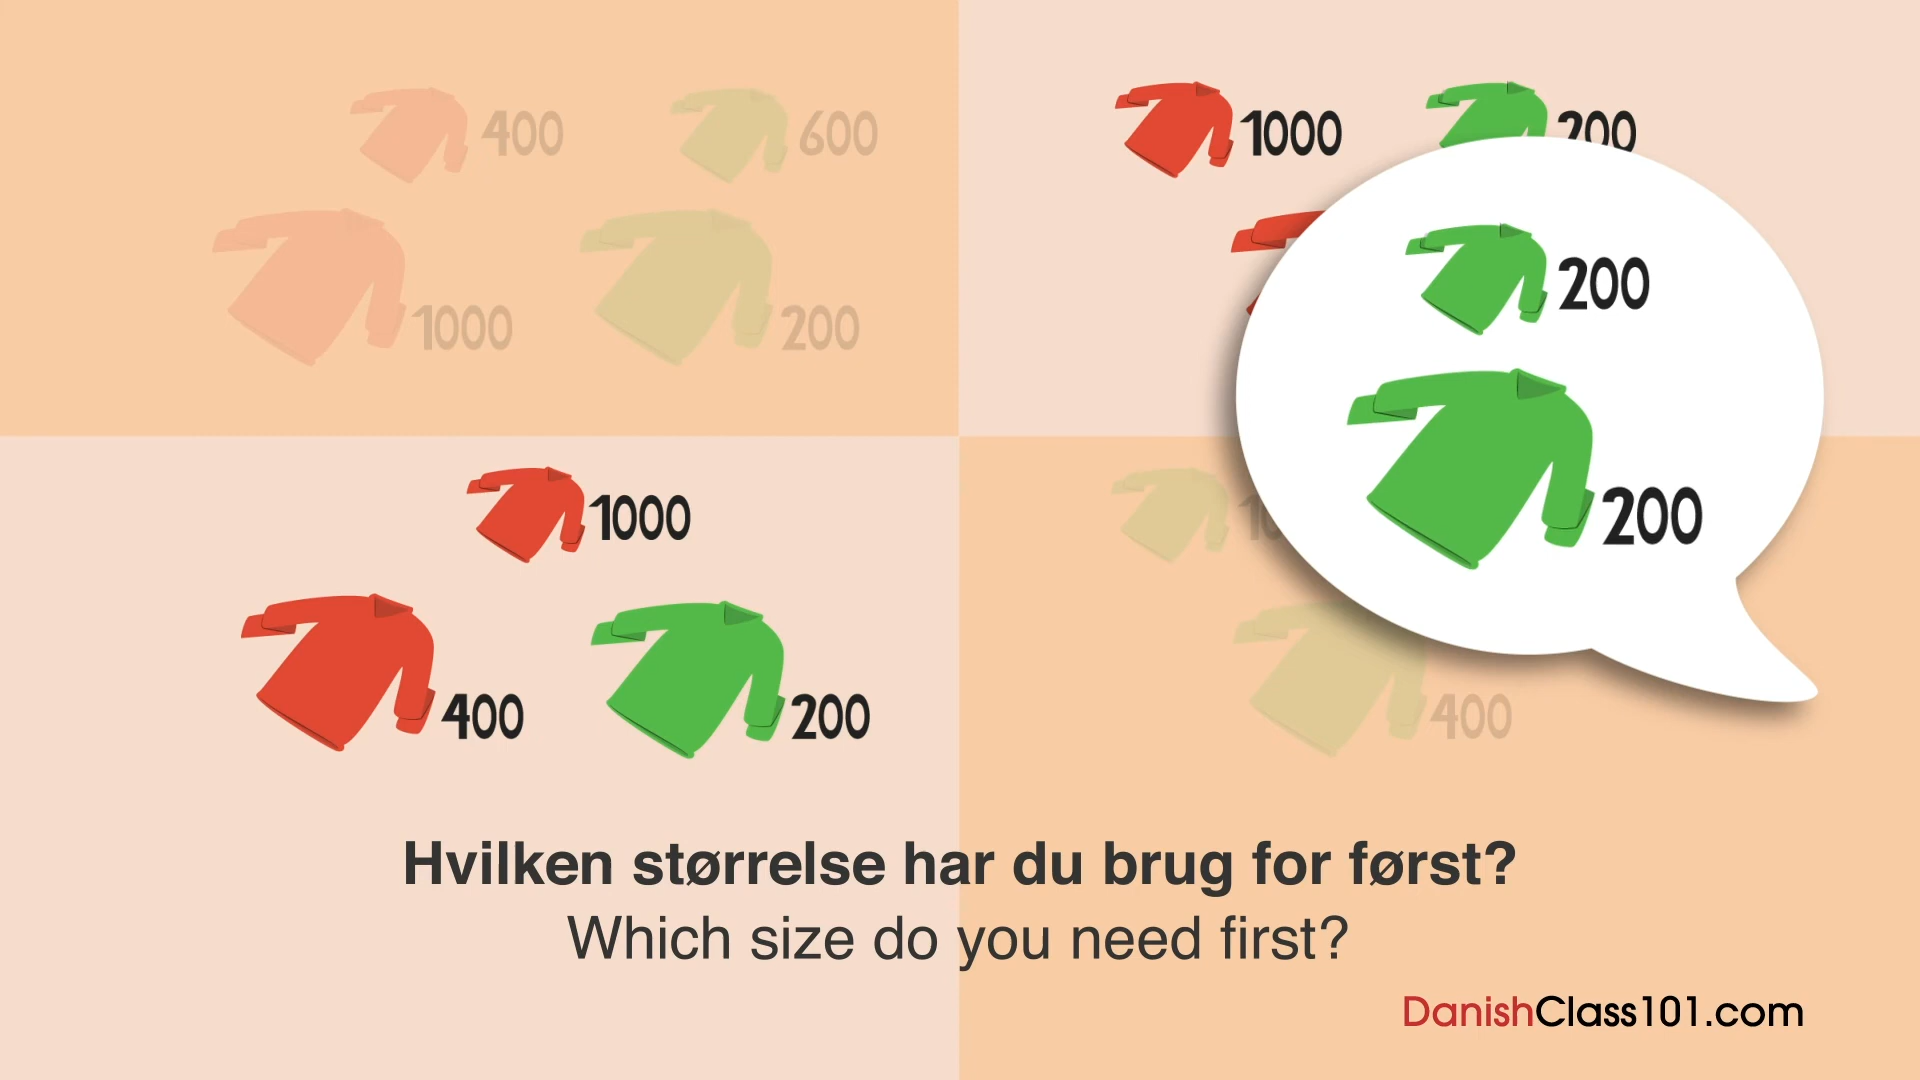 400 600
1000 200
1000 200
200
200
1000
400 200
400
Hvilken størrelse har du brug for først?
Which size do you need first?
DanishClass101.com